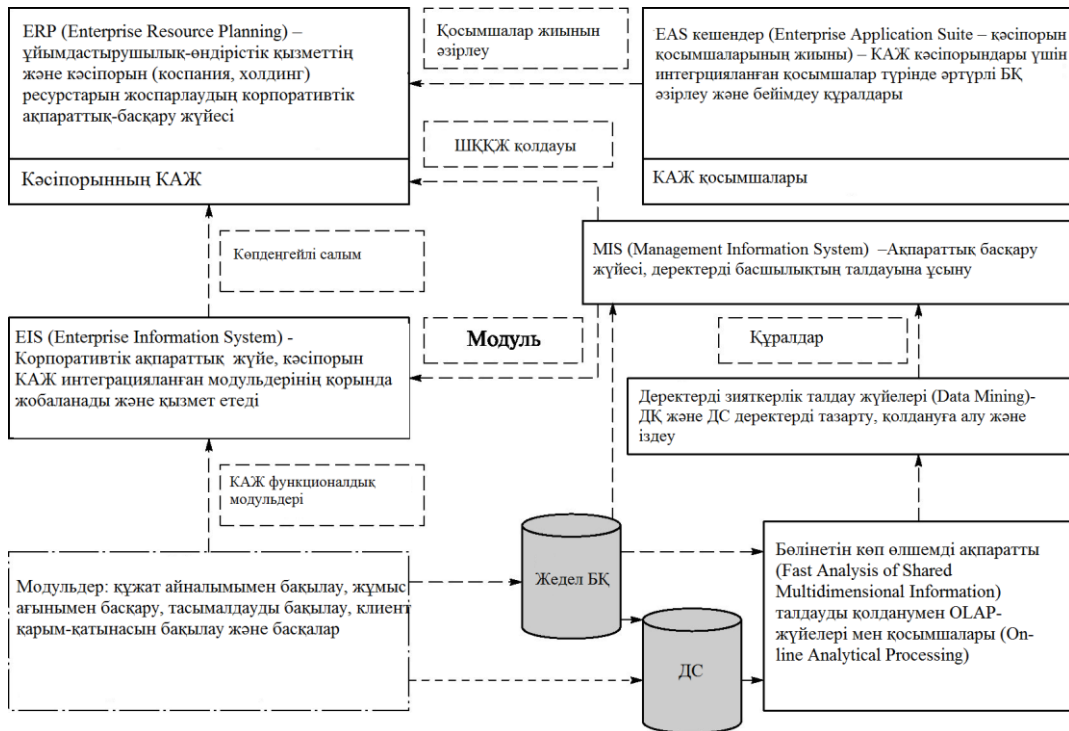 ERP (Enterprise Resource Planning) –
ұйымдастырушылық-өндірістік қызметтің
және кәсіпорын (коспания, холдинг)
ресурстарын жоспарлаудың корпоративтік
ақпараттық-басқару жүйесі
Кәсіпорынның КАЖ
Қосымшалар жиынын
әзірлеу
EAS кешендер (Enterprise Application Suite – қәсіпорын
қосымшаларының жиыны) – КАЖ кәсіпорындары үшін
интегрцияланған қосымшалар түрінде әртүрлі БҚ
әзірлеу және бейімдеу құралдары
КАЖ қосымшалары
ШҚҚЖ қолдауы
Көпдеңгейлі салым
MIS (Management Information System) –Ақпараттық басқару
жүйесі, деректерді басшылықтың талдауына ұсыну
EIS (Enterprise Information System) -
Корпоративтік ақпараттық жүйе, кәсіпорын
КАЖ интеграцияланған модульдерінің қорында
жобаланады және қызмет етеді
Модуль
Құралдар
Деректерді зияткерлік талдау жүйелері (Data Mining)-
ДҚ және ДС деректерді тазарту, қолдануға алу және
іздеу
КАЖ функционалдық
модульдері
Модульдер: құжат айналымымен бақылау, жұмыс
ағынымен басқару, тасымалдауды бақылау, клиент
қарым-қатынасын бақылау және басқалар
Жедел БҚ
ДС
Бөлінетін көп өлшемді ақпаратты
(Fast Analysis of Shared
Multidimensional Information)
талдауды қолданумен OLAP-
жүйелері мен қосымшалары (On-
line Analytical Processing)